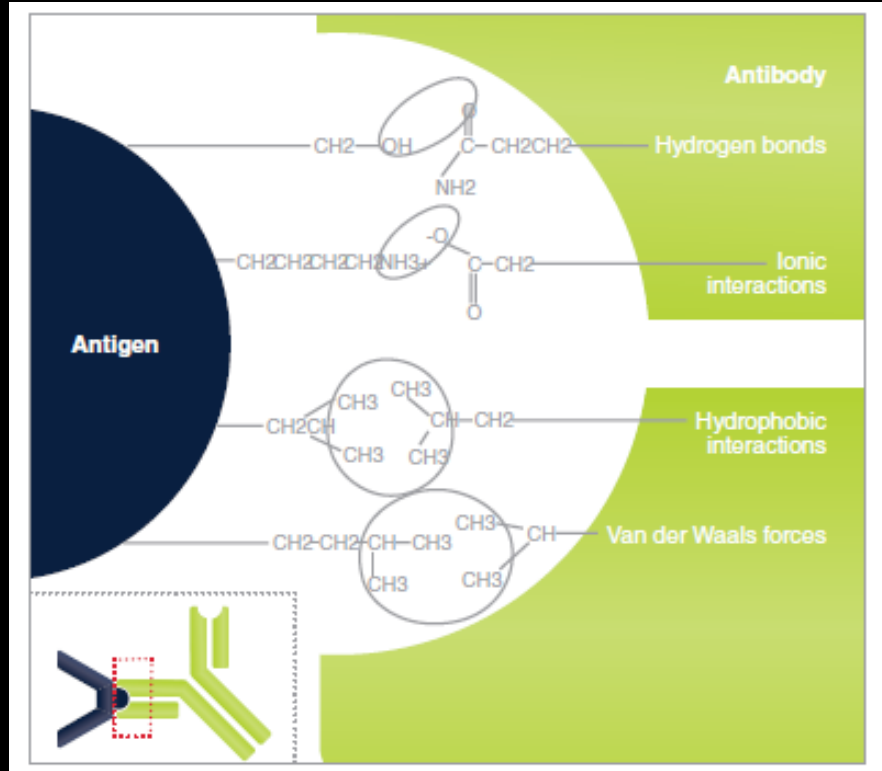 Antibody
O
CH2 OH C CH2CH2 Hydrogen bonds
NH2
-O
CH2CH2CH2CH2NH3+ C CH2 Ionic
interactions
O
Antigen
CH3 CH3
CH2CH CH CH2 Hydrophobic
interactions
CH3 CH3
CH3
CH2 CH2 CH CH3 CH Van der Waals forces
CH3 CH3